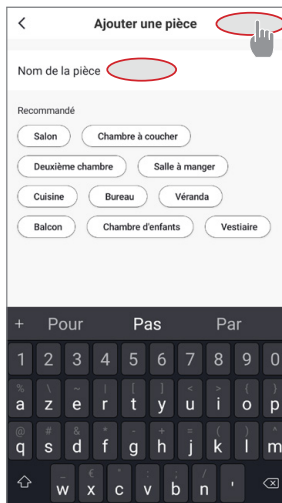 Ajouter une pièce
Nom de la pièce
Recommandé
Salon Chambre à coucher
Deuxième chambre Salle à manger
Cuisine Bureau Véranda
Balcon Chambre d'enfants Vestiaire
+ Pour Pas Par
1 2 3 4 5 6 7 8 9 0
a z e r t y u i o p
q s d f g h j k l m
w x c v b n '